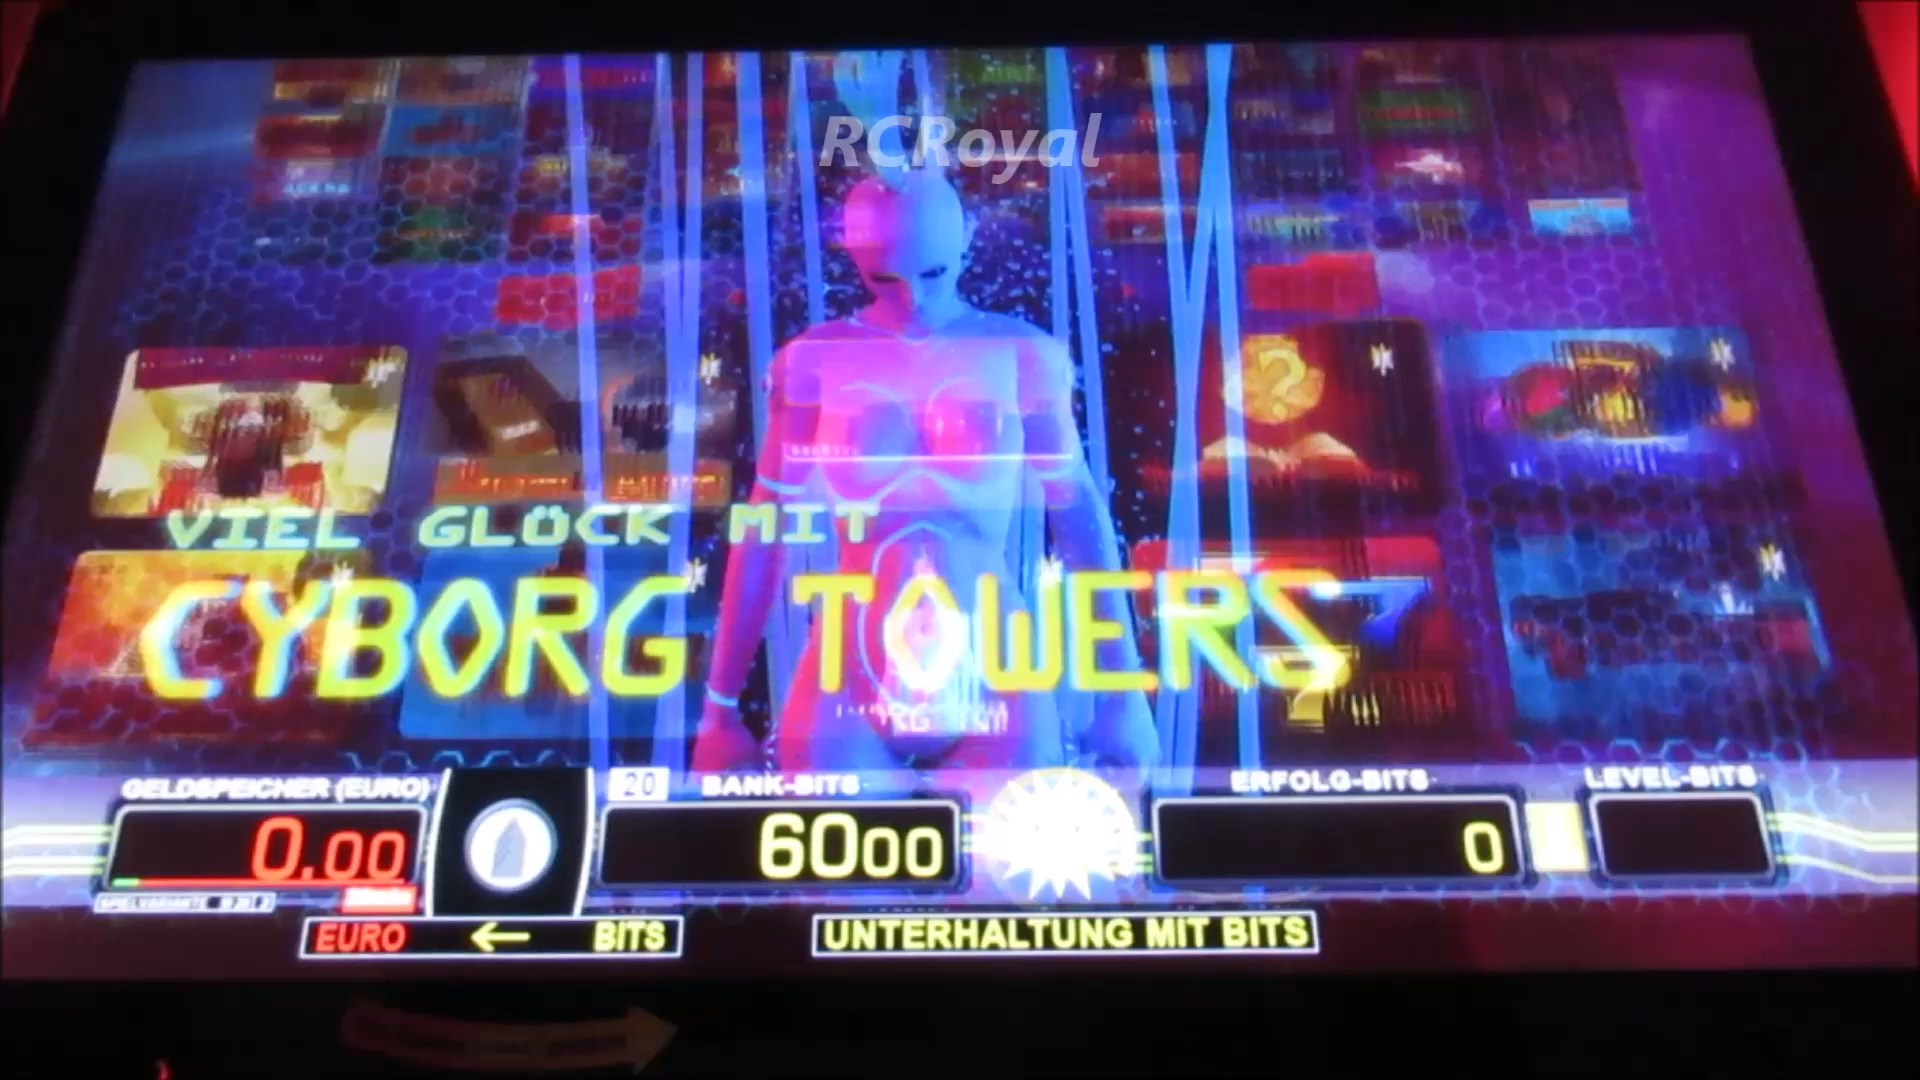 RCRoyal
VIEL GLÜCK MIT
CYBORG TOWERS
GELDSPEICHER (EURO)
20
BANK-BITS
ERFOLG-BITS
LEVEL-BITS
0.00
6000
0
SPIELVARIANTE
EURO ← BITS
UNTERHALTUNG MIT BITS